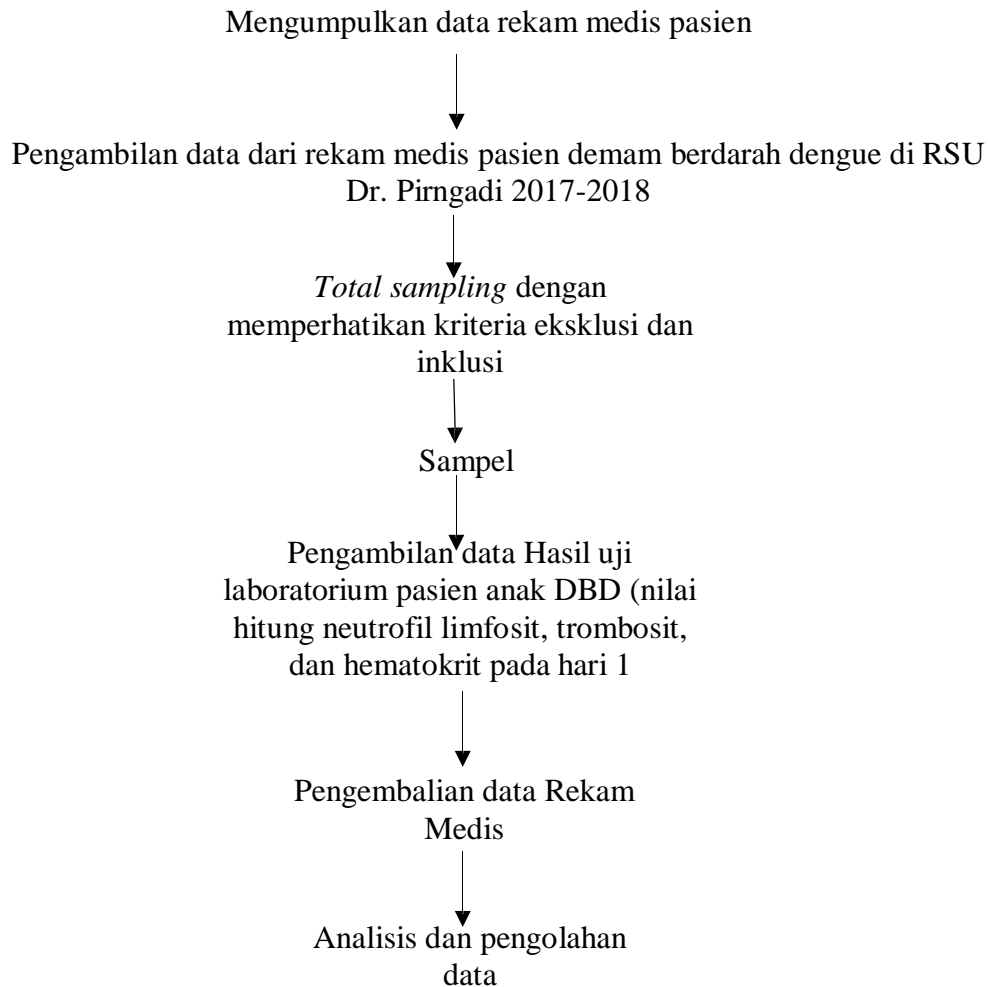 Mengumpulkan data rekam medis pasien
Pengambilan data dari rekam medis pasien demam berdarah dengue di RSU
Dr. Pirngadi 2017-2018
Total sampling dengan
memperhatikan kriteria eksklusi dan
inklusi
Sampel
Pengambilan data Hasil uji
laboratorium pasien anak DBD (nilai
hitung neutrofil limfosit, trombosit,
dan hematokrit pada hari 1
Pengembalian data Rekam
Medis
Analisis dan pengolahan
data